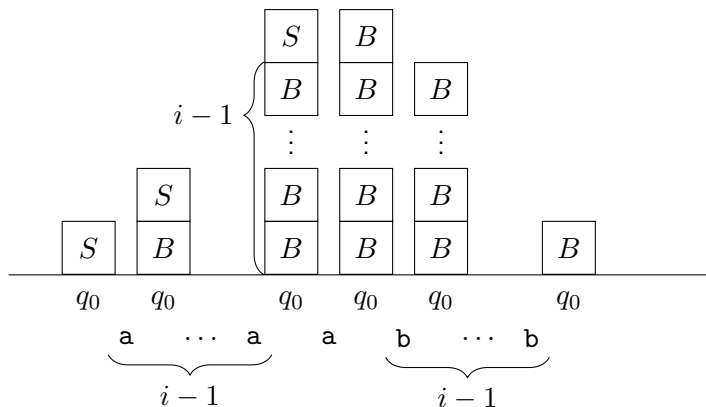 S B
i − 1 B B B
⋮ ⋮ ⋮
S B B B
S B B B B B
q₀ q₀ q₀ q₀ q₀ q₀
a ⋯ a a b ⋯ b
i − 1 i − 1